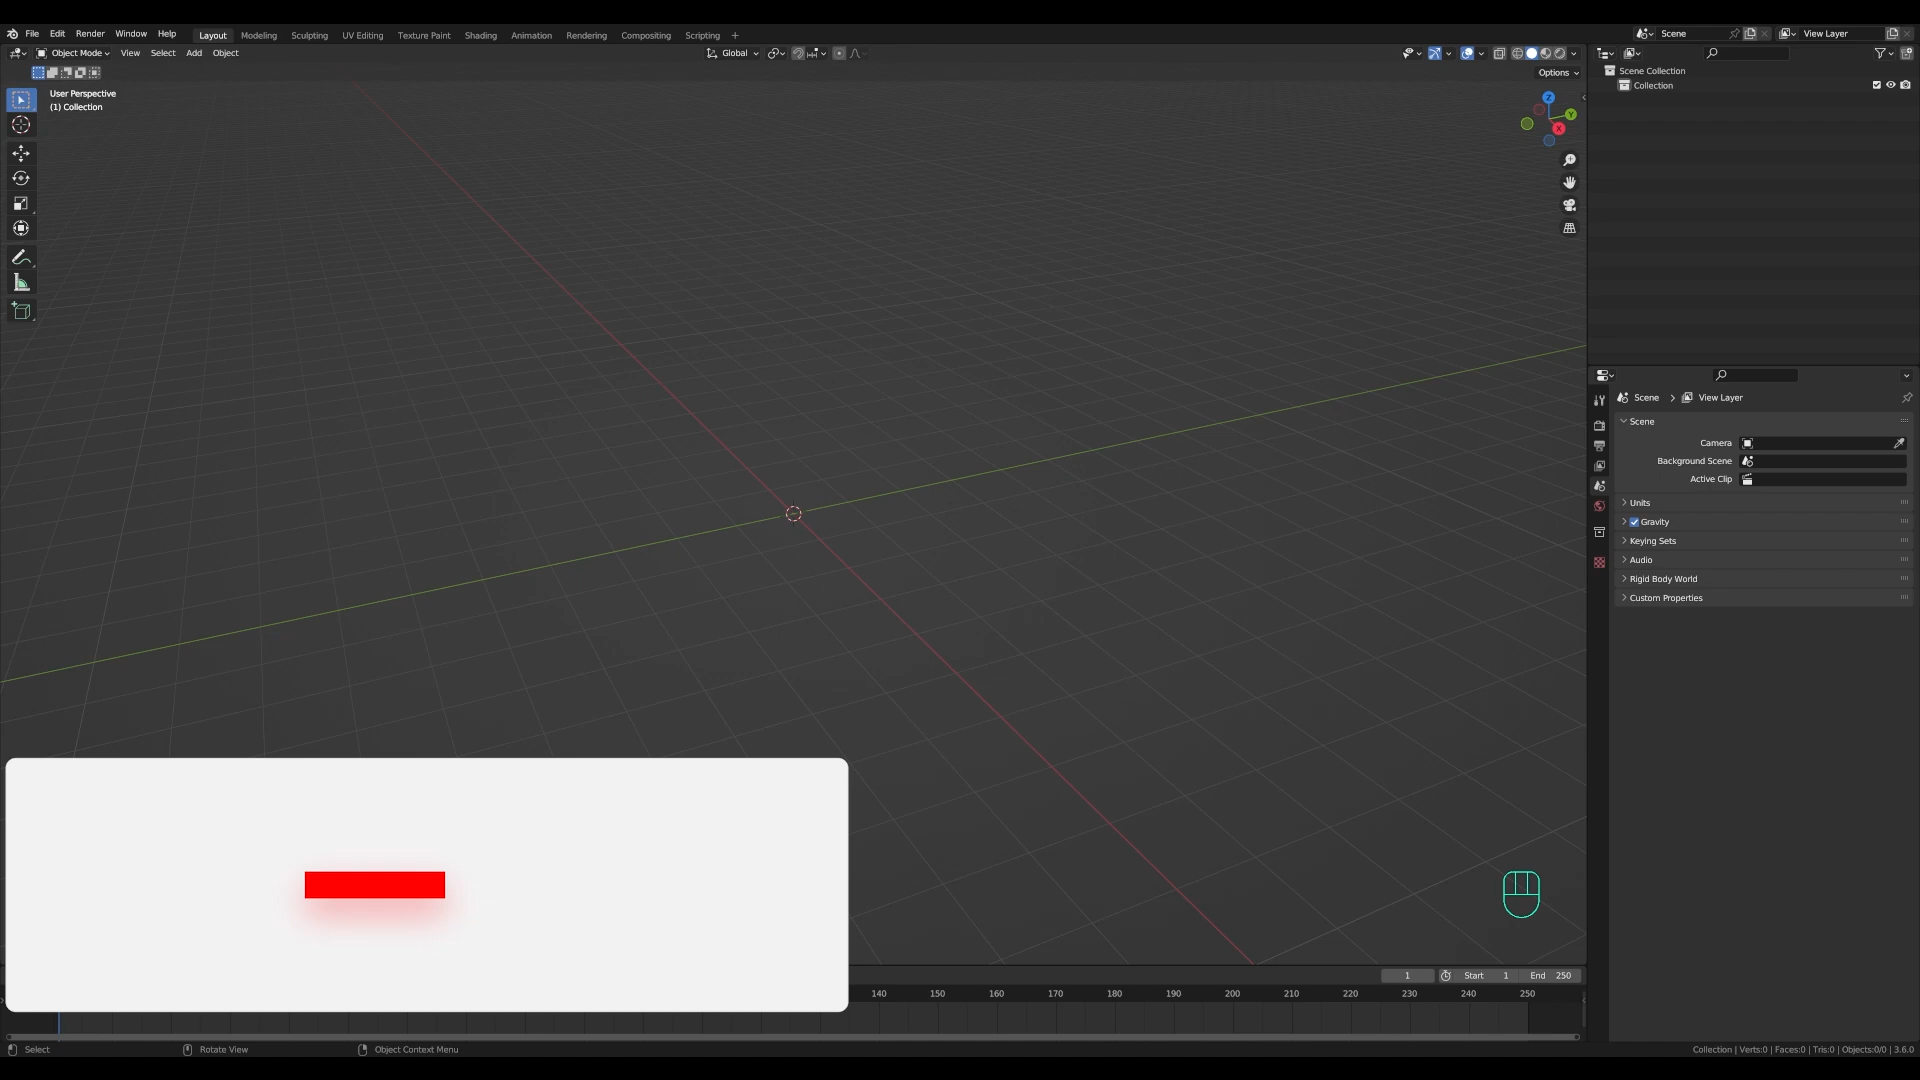 File Edit Render Window Help Layout Modeling Sculpting UV Editing Texture Paint Shading Animation Rendering Compositing Scripting + Scene View Layer
Object Mode View Select Add Object Global
Options
User Perspective
(1) Collection
Z
Y
X
Scene Collection
Collection
Scene > View Layer
Scene
Camera
Background Scene
Active Clip
Units
Gravity
Keying Sets
Audio
Rigid Body World
Custom Properties
1 Start 1 End 250
140 150 160 170 180 190 200 210 220 230 240 250
Select Rotate View Object Context Menu Collection | Verts:0 | Faces:0 | Tris:0 | Objects:0/0 | 3.6.0